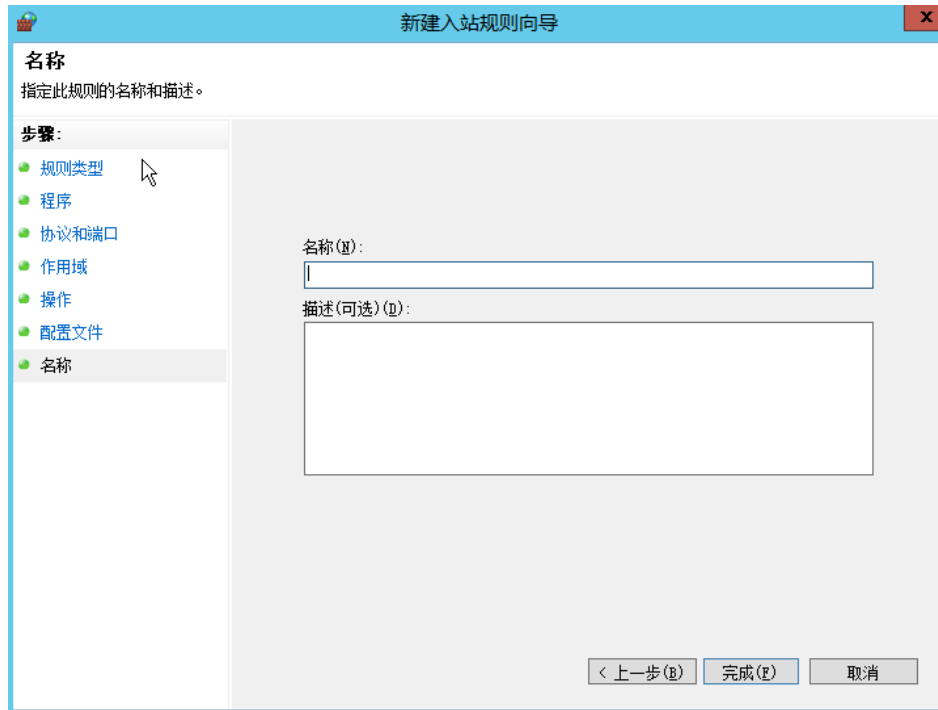 新建入站规则向导
x
名称
指定此规则的名称和描述。
步骤:
规则类型
程序
协议和端口
作用域
操作
配置文件
名称
名称(N):
描述(可选)(D):
< 上一步(B)
完成(F)
取消